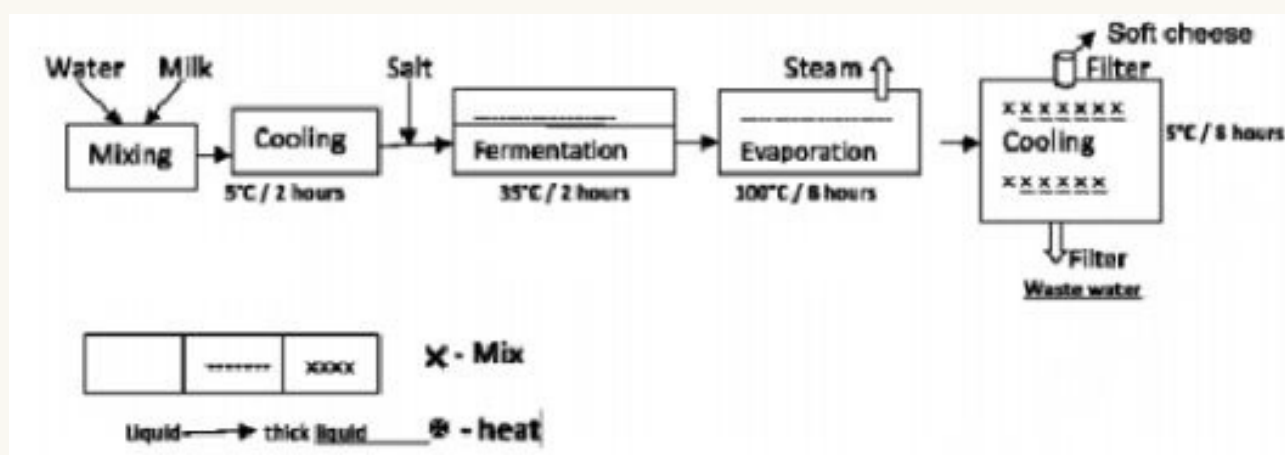 Soft cheese
Water Milk Salt Steam Filter
Mixing Cooling Fermentation Evaporation Cooling
5°C / 2 hours 35°C / 2 hours 100°C / 8 hours 5°C / 8 hours
Filter
Waste water
x - Mix
Liquid thick liquid - heat